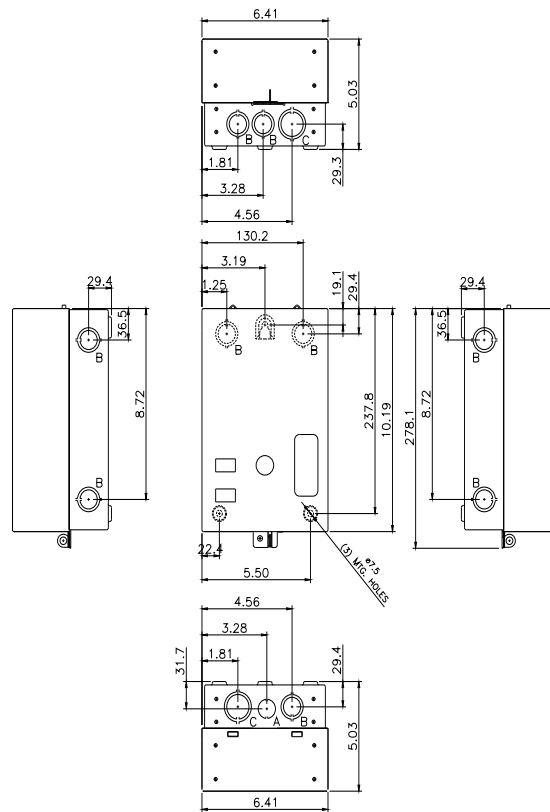 6.41
5.03
B
B
C
29.3
1.81
3.28
4.56
130.2
3.19
1.25
19.1
29.4
B
B
237.8
10.19
22.4
5.50
ø7.5
(3) MTG. HOLES
29.4
36.5
B
8.72
B
278.1
29.4
36.5
B
8.72
B
4.56
3.28
1.81
31.7
29.4
C
A
B
5.03
6.41